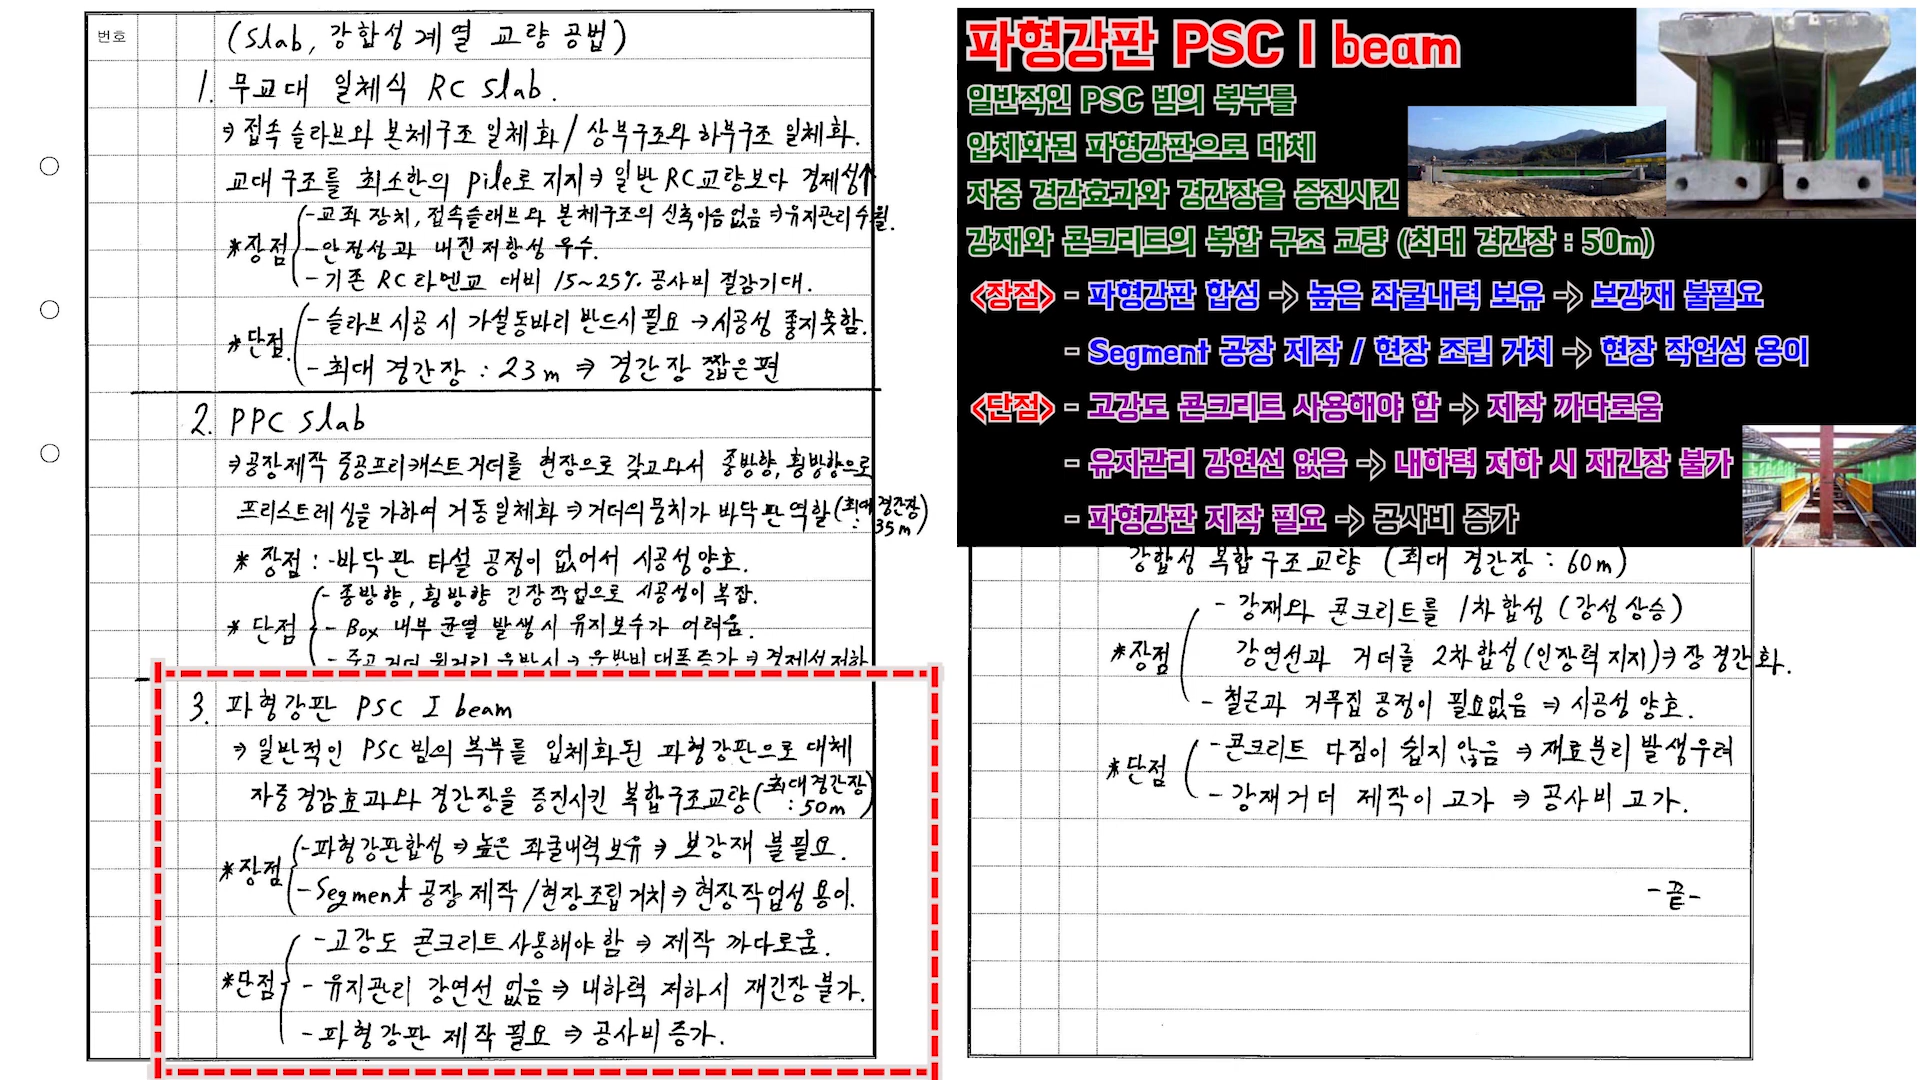 번호
(Slab, 강합성 계열 교량 공법)
1. 무교대 일체식 RC Slab.
⇒ 접속 슬라브와 본체구조 일체화 / 상부구조와 하부구조 일체화.
교대 구조를 최소한의 pile로 지지 ⇒ 일반 RC교량보다 경제성↑
*장점
- 교좌 장치, 접속슬래브와 본체구조의 신축이음 없음 ⇒ 유지관리 수월.
- 안정성과 내진저항성 우수.
- 기존 RC 라멘교 대비 15~25% 공사비 절감기대.
*단점.
- 슬라브 시공 시 가설동바리 반드시 필요 → 시공성 좋지 못함.
- 최대 경간장 : 23m ⇒ 경간장 짧은 편
2. PPC Slab
⇒ 공장제작 중공프리캐스트 거더를 현장으로 갖고와서 종방향, 횡방향으로
프리스트레싱을 가하여 거동일체화 ⇒ 거더의 뭉치가 바닥판 역할 (최대 경간장 : 35m)
* 장점 : - 바닥판 타설 공정이 없어서 시공성 양호.
* 단점
- 종방향, 횡방향 긴장작업으로 시공성이 복잡.
- Box 내부 균열 발생 시 유지보수가 어려움.
- 중공 거더 원거리 운반시 ⇒ 운반비 대폭 증가 ⇒ 경제성 저하
3. 파형강판 PSC I beam
⇒ 일반적인 PSC 빔의 복부를 입체화된 파형강판으로 대체
자중 경감효과와 경간장을 증진시킨 복합구조교량 (최대경간장 : 50m)
*장점
- 파형강판합성 ⇒ 높은 좌굴내력 보유 ⇒ 보강재 불필요.
- Segment 공장 제작 / 현장조립 거치 ⇒ 현장작업성 용이.
*단점
- 고강도 콘크리트 사용해야 함 ⇒ 제작 까다로움.
- 유지관리 강연선 없음 ⇒ 내하력 저하시 재긴장 불가.
- 파형강판 제작 필요 ⇒ 공사비 증가.
파형강판 PSC I beam
일반적인 PSC 빔의 복부를
입체화된 파형강판으로 대체
자중 경감효과와 경간장을 증진시킨
강재와 콘크리트의 복합 구조 교량 (최대 경간장 : 50m)
<장점> - 파형강판 합성 -> 높은 좌굴내력 보유 -> 보강재 불필요
- Segment 공장 제작 / 현장 조립 거치 -> 현장 작업성 용이
<단점> - 고강도 콘크리트 사용해야 함 -> 제작 까다로움
- 유지관리 강연선 없음 -> 내하력 저하 시 재긴장 불가
- 파형강판 제작 필요 -> 공사비 증가
강합성 복합구조교량 (최대 경간장 : 60m)
*장점
- 강재와 콘크리트를 1차합성 (강성상승)
강연선과 거더를 2차합성 (인장력 지지) ⇒ 장경간화.
- 철근과 거푸집 공정이 필요없음 ⇒ 시공성 양호.
*단점
- 콘크리트 다짐이 쉽지 않음 ⇒ 재료분리 발생우려
- 강재거더 제작이 고가 ⇒ 공사비 고가.
- 끝 -